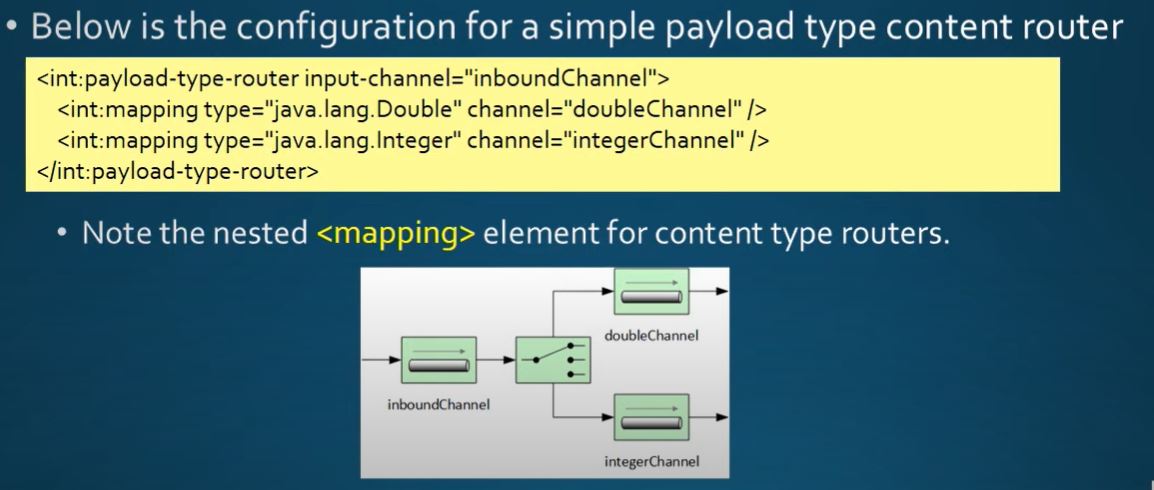 • Below is the configuration for a simple payload type content router
<int:payload-type-router input-channel="inboundChannel">
<int:mapping type="java.lang.Double" channel="doubleChannel" />
<int:mapping type="java.lang.Integer" channel="integerChannel" />
</int:payload-type-router>
• Note the nested <mapping> element for content type routers.
doubleChannel
inboundChannel
integerChannel